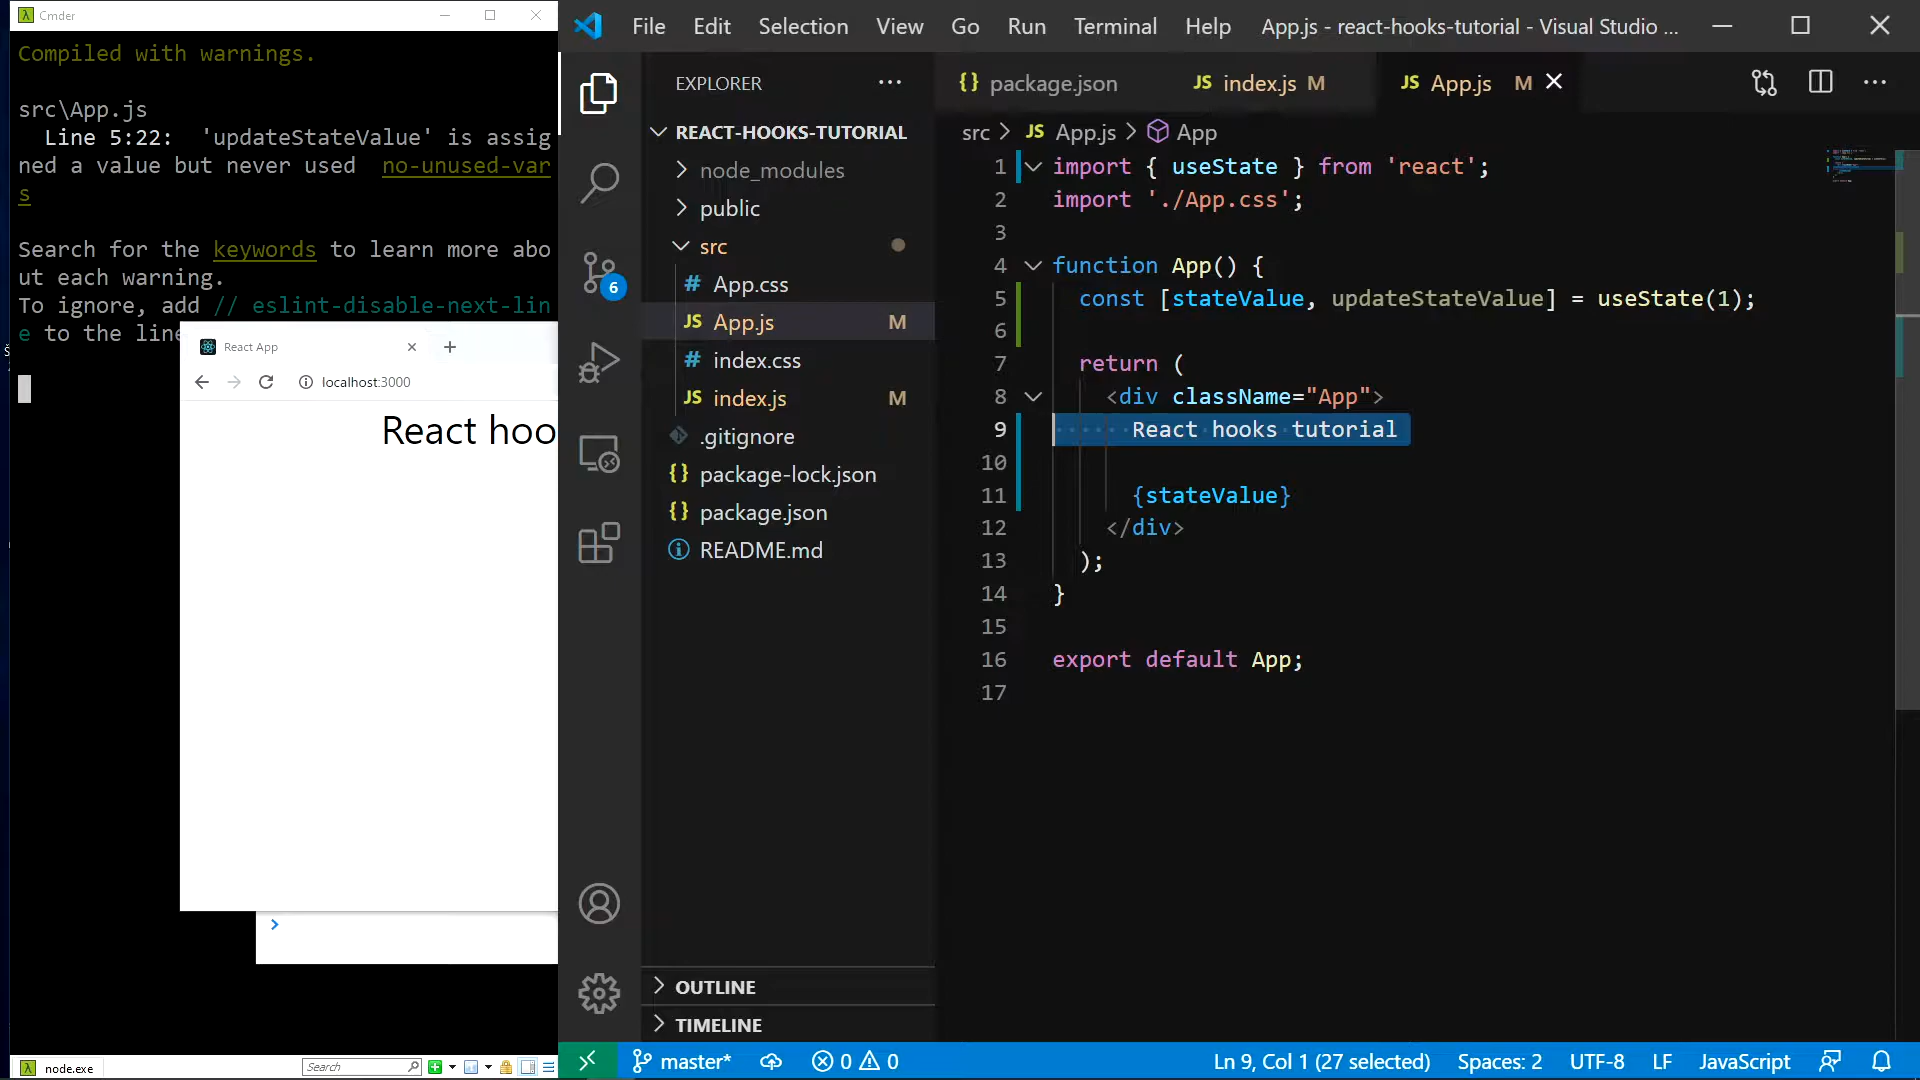 Cmder
Compiled with warnings.
src\App.js
Line 5:22: 'updateStateValue' is assig
ned a value but never used no-unused-var
s
Search for the keywords to learn more abo
ut each warning.
To ignore, add // eslint-disable-next-lin
e to the line
React App
localhost:3000
React hoo
node.exe
Search
File Edit Selection View Go Run Terminal Help App.js - react-hooks-tutorial - Visual Studio ...
EXPLORER
REACT-HOOKS-TUTORIAL
node_modules
public
src
App.css
App.js M
index.css
index.js M
.gitignore
package-lock.json
package.json
README.md
6
OUTLINE
TIMELINE
package.json
JS index.js M
JS App.js M
src > JS App.js > App
1 import { useState } from 'react';
2 import './App.css';
3
4 function App() {
5 const [stateValue, updateStateValue] = useState(1);
6
7 return (
8 <div className="App">
9 React hooks tutorial
10
11 {stateValue}
12 </div>
13 );
14 }
15
16 export default App;
17
master* 0 0 Ln 9, Col 1 (27 selected) Spaces: 2 UTF-8 LF JavaScript